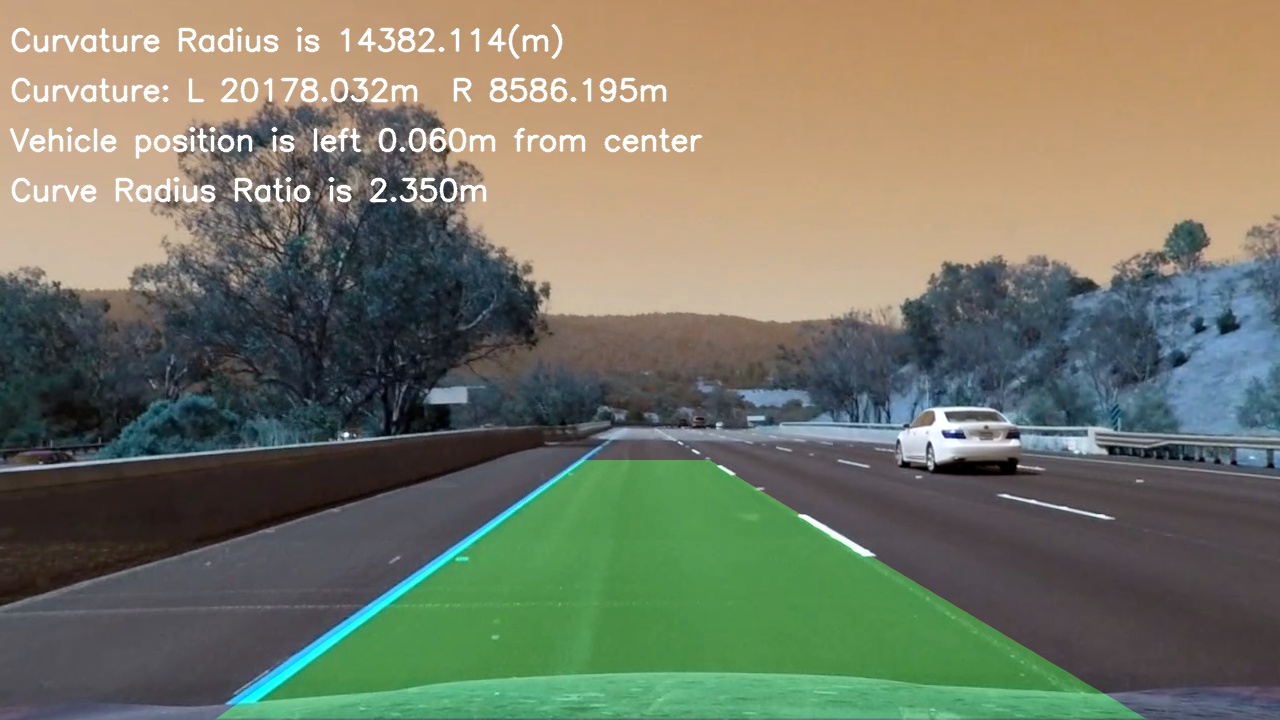 Curvature Radius is 14382.114(m)
Curvature: L 20178.032m R 8586.195m
Vehicle position is left 0.060m from center
Curve Radius Ratio is 2.350m